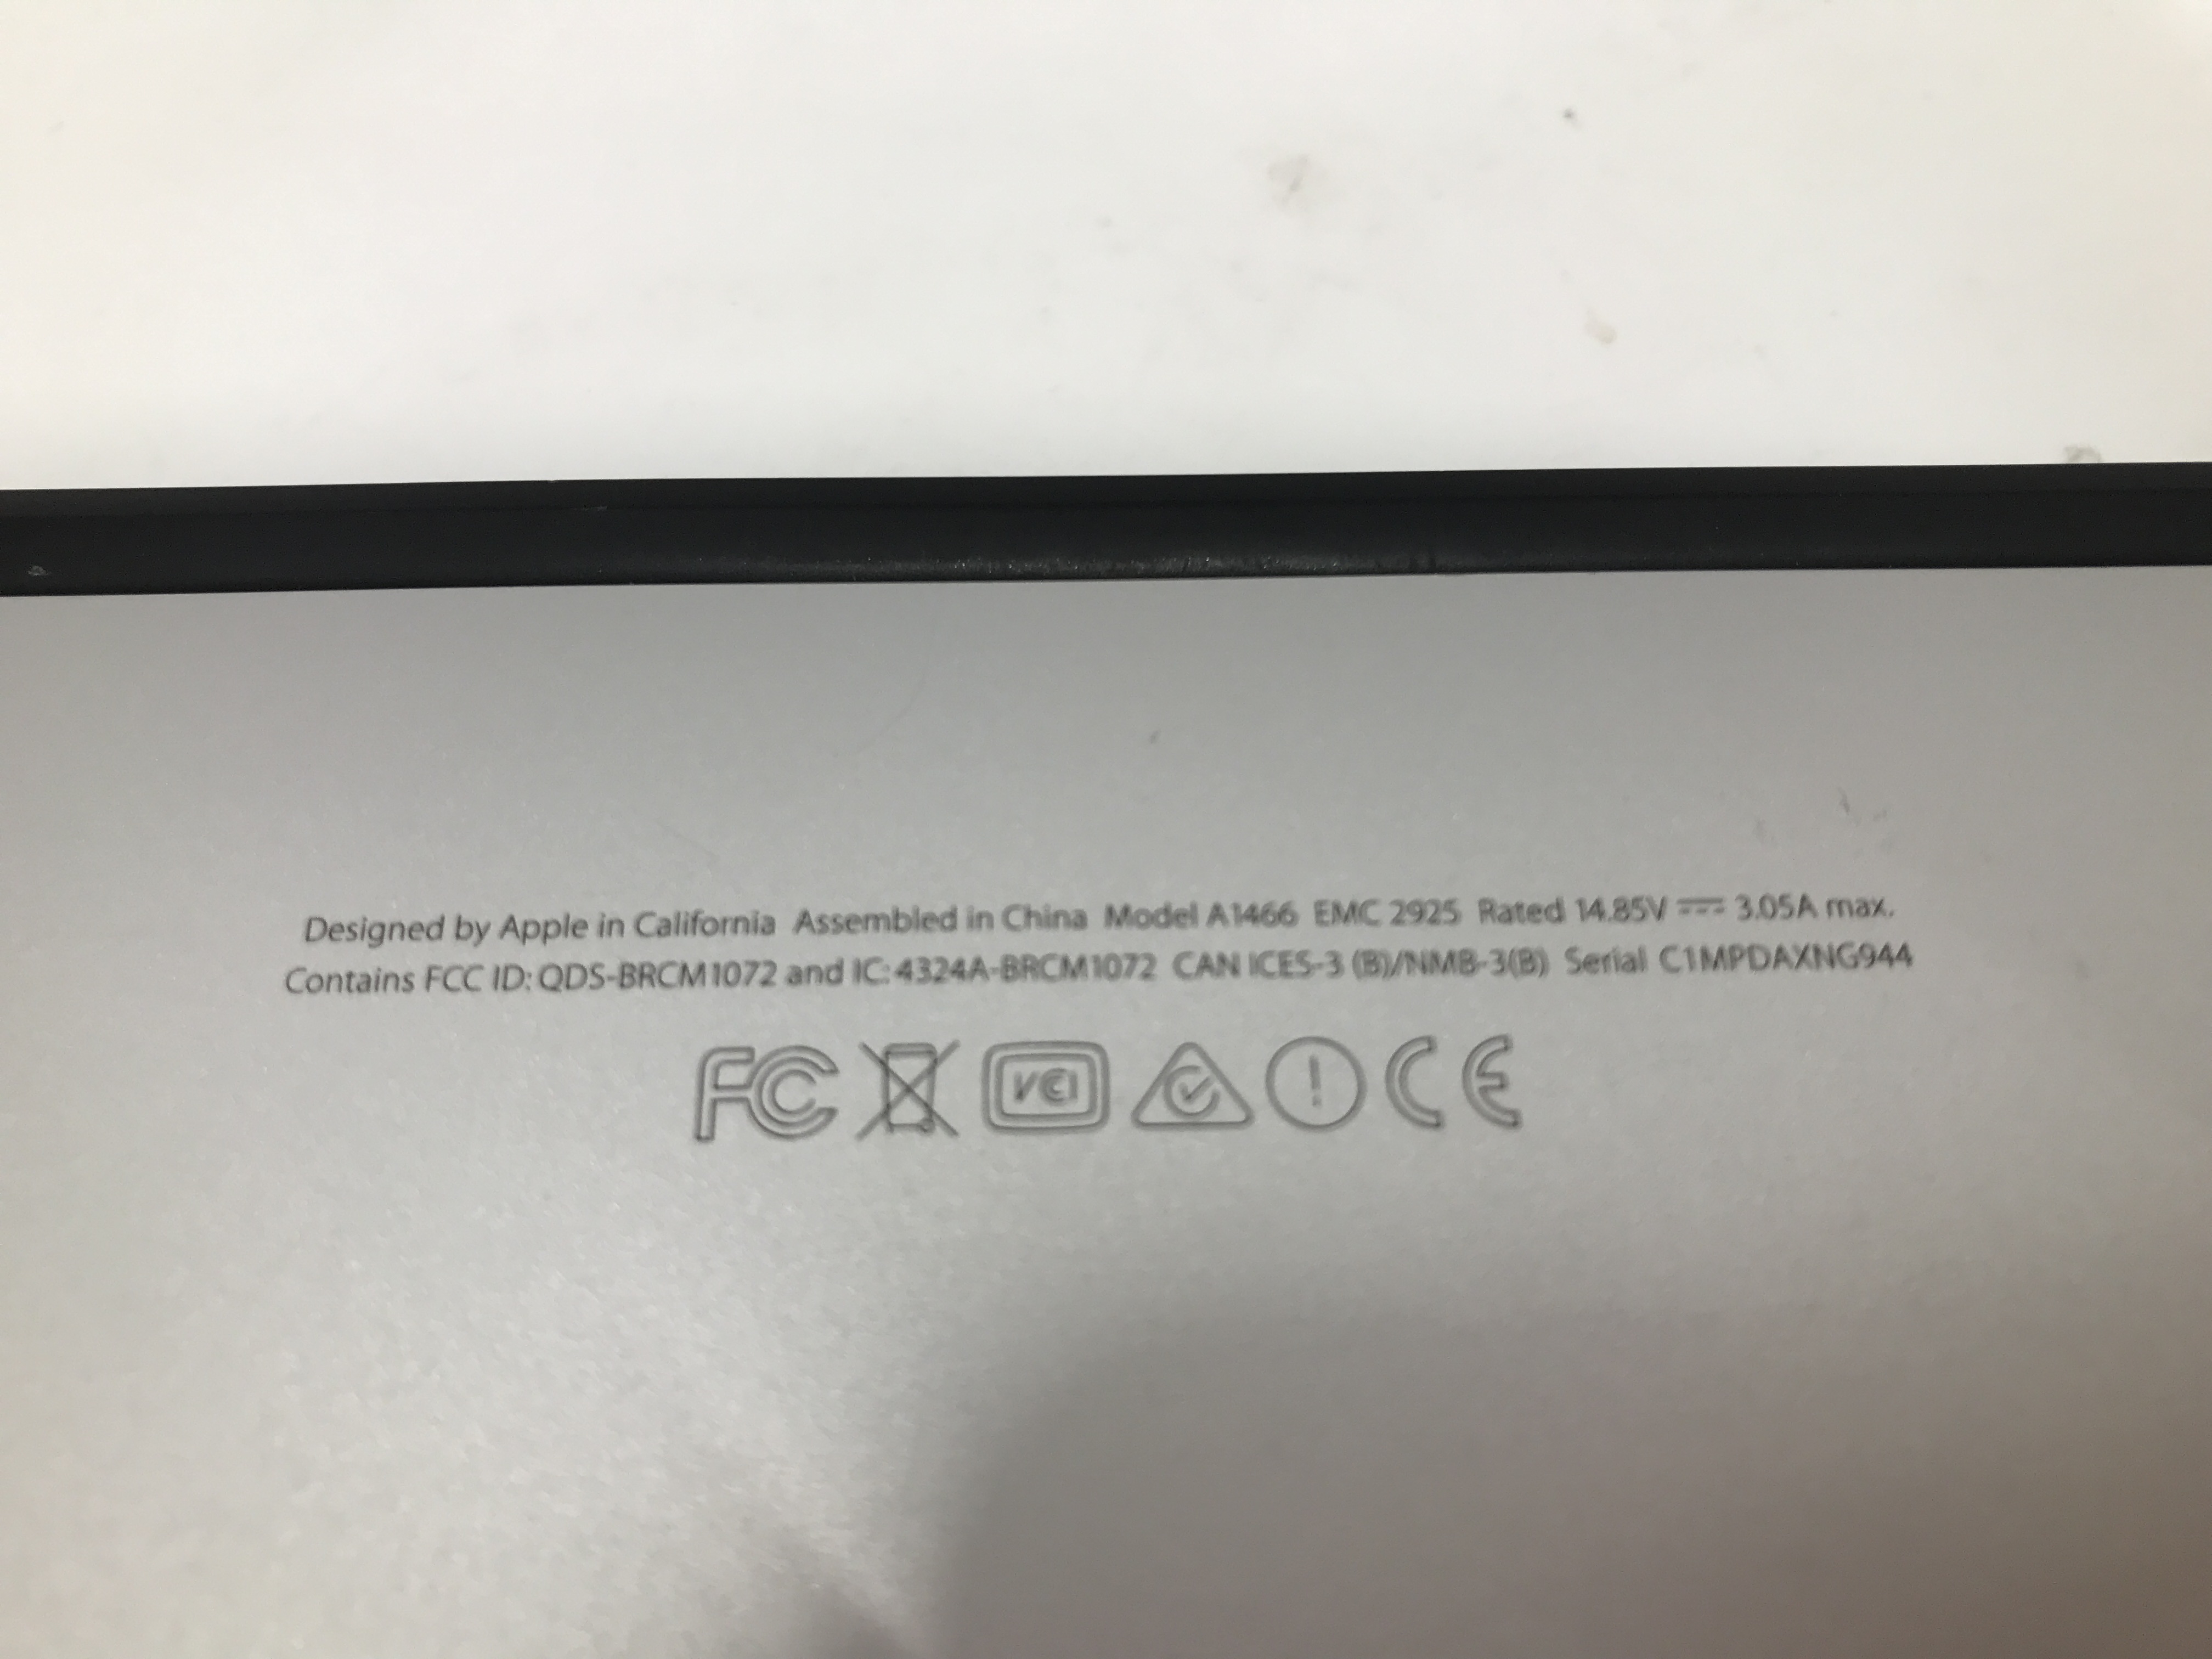 Designed by Apple in California Assembled in China Model A1466 EMC 2925 Rated 14.85V ⎓ 3.05A max.
Contains FCC ID: QDS-BRCM1072 and IC: 4324A-BRCM1072 CAN ICES-3 (B)/NMB-3(B) Serial C1MPDAXNG944
FC VCI ! CE